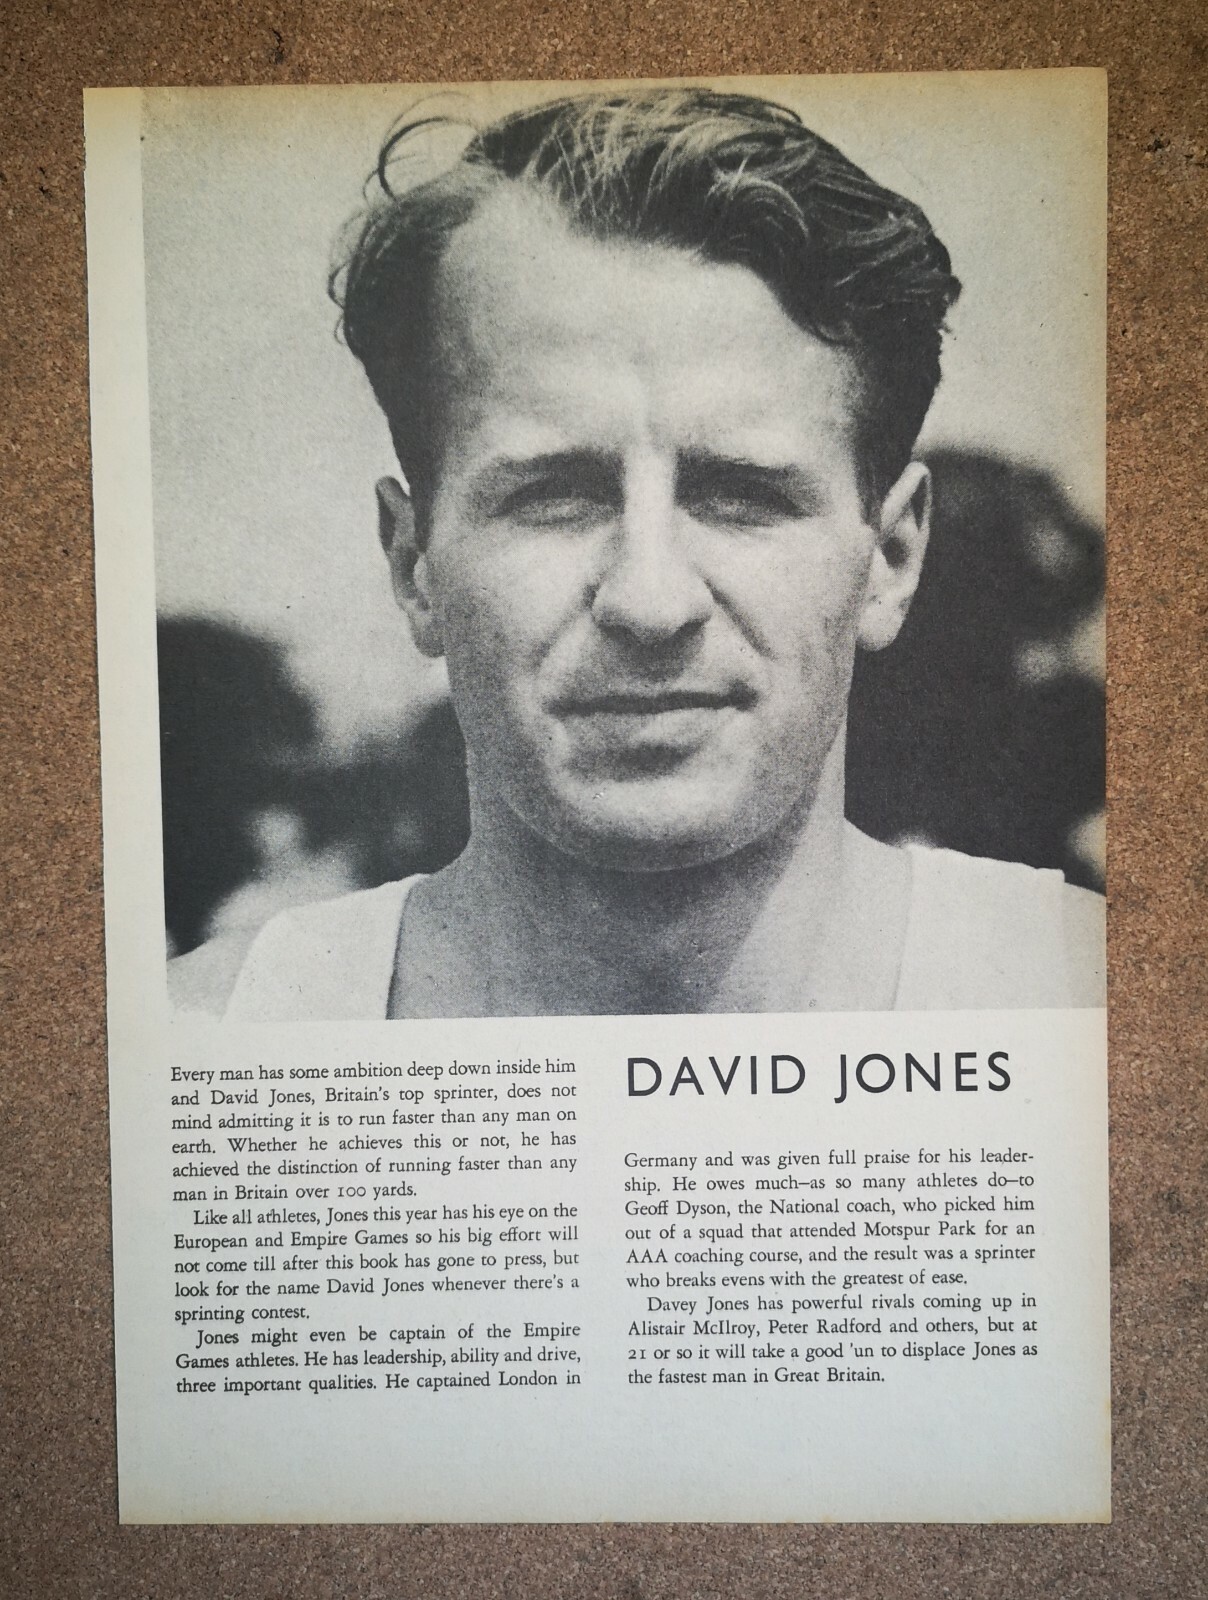 Every man has some ambition deep down inside him
and David Jones, Britain's top sprinter, does not
mind admitting it is to run faster than any man on
earth. Whether he achieves this or not, he has
achieved the distinction of running faster than any
man in Britain over 100 yards.
Like all athletes, Jones this year has his eye on the
European and Empire Games so his big effort will
not come till after this book has gone to press, but
look for the name David Jones whenever there's a
sprinting contest.
Jones might even be captain of the Empire
Games athletes. He has leadership, ability and drive,
three important qualities. He captained London in
DAVID JONES
Germany and was given full praise for his leader-
ship. He owes much—as so many athletes do—to
Geoff Dyson, the National coach, who picked him
out of a squad that attended Motspur Park for an
AAA coaching course, and the result was a sprinter
who breaks evens with the greatest of ease.
Davey Jones has powerful rivals coming up in
Alistair McIlroy, Peter Radford and others, but at
21 or so it will take a good 'un to displace Jones as
the fastest man in Great Britain.